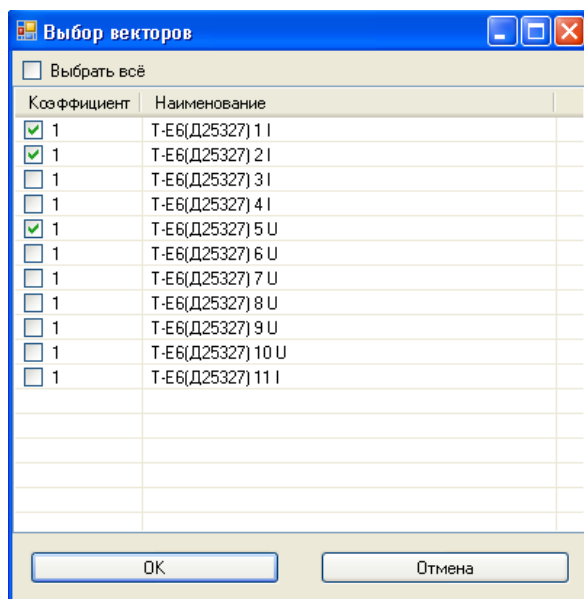 Выбор векторов
Выбрать всё
Коэффициент Наименование
1 Т-Е6(Д25327) 1 I
1 Т-Е6(Д25327) 2 I
1 Т-Е6(Д25327) 3 I
1 Т-Е6(Д25327) 4 I
1 Т-Е6(Д25327) 5 U
1 Т-Е6(Д25327) 6 U
1 Т-Е6(Д25327) 7 U
1 Т-Е6(Д25327) 8 U
1 Т-Е6(Д25327) 9 U
1 Т-Е6(Д25327) 10 U
1 Т-Е6(Д25327) 11 I
OK Отмена